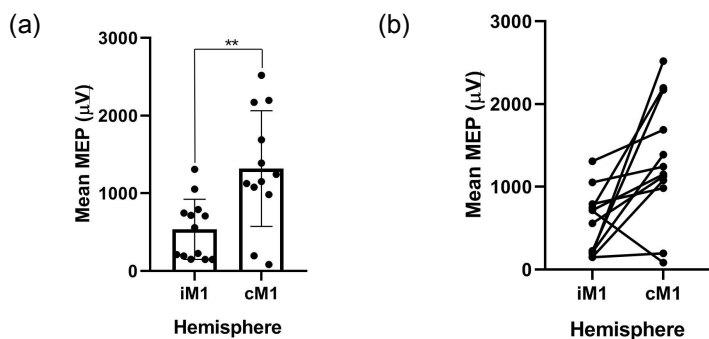 (a)
3000
2000
1000
0
Mean MEP (µV)
**
iM1 cM1
Hemisphere
(b)
3000
2000
1000
0
Mean MEP (µV)
iM1 cM1
Hemisphere